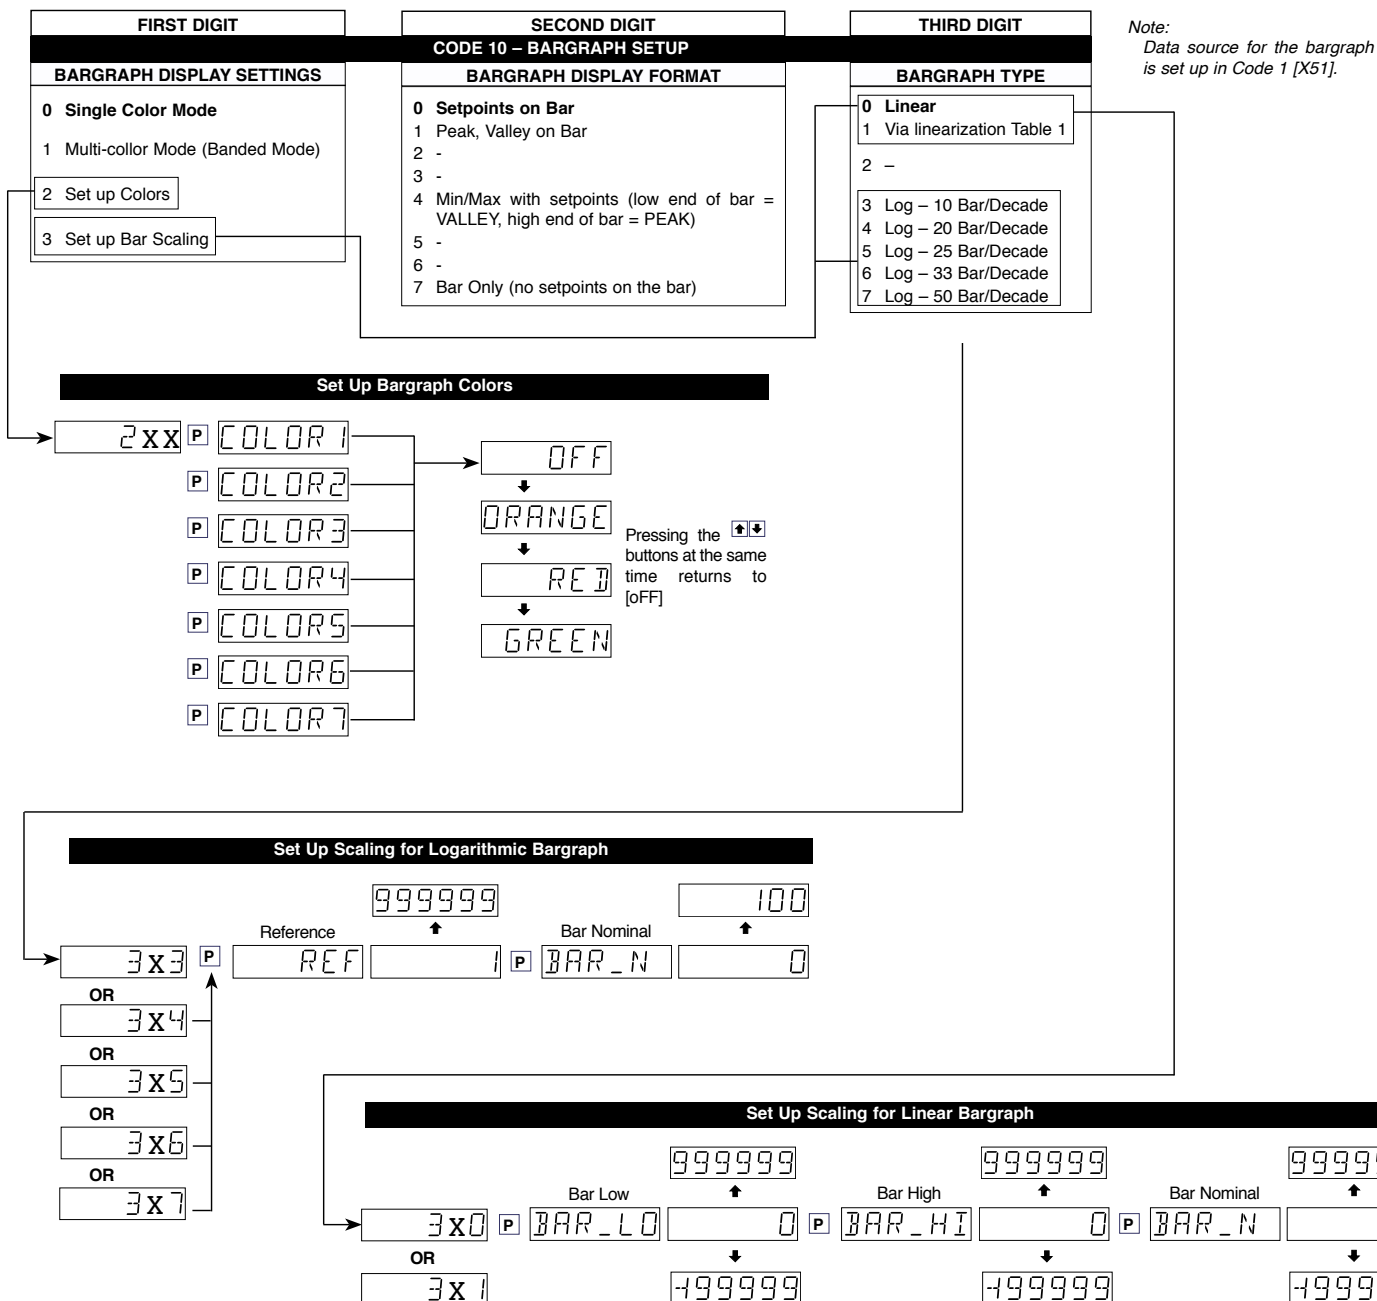 FIRST DIGIT
SECOND DIGIT
THIRD DIGIT
CODE 10 – BARGRAPH SETUP
BARGRAPH DISPLAY SETTINGS
0 Single Color Mode
1 Multi-collor Mode (Banded Mode)
2 Set up Colors
3 Set up Bar Scaling
BARGRAPH DISPLAY FORMAT
0 Setpoints on Bar
1 Peak, Valley on Bar
2 -
3 -
4 Min/Max with setpoints (low end of bar =
VALLEY, high end of bar = PEAK)
5 -
6 -
7 Bar Only (no setpoints on the bar)
BARGRAPH TYPE
0 Linear
1 Via linearization Table 1
2 –
3 Log – 10 Bar/Decade
4 Log – 20 Bar/Decade
5 Log – 25 Bar/Decade
6 Log – 33 Bar/Decade
7 Log – 50 Bar/Decade
Note:
Data source for the bargraph
is set up in Code 1 [X51].
Set Up Bargraph Colors
2XX P COLOR1
P COLOR2
P COLOR3
P COLOR4
P COLOR5
P COLOR6
P COLOR7
OFF
ORANGE
RED
GREEN
Pressing the
buttons at the same
time returns to
[oFF]
Set Up Scaling for Logarithmic Bargraph
999999
100
Reference
Bar Nominal
3X3 P REF 1 P BAR_N 0
OR
3X4
OR
3X5
OR
3X6
OR
3X7
Set Up Scaling for Linear Bargraph
999999
999999
Bar Low
Bar High
Bar Nominal
3X0 P BAR_LO 0 P BAR_HI 0 P BAR_N
OR
3X1
-199999
-199999